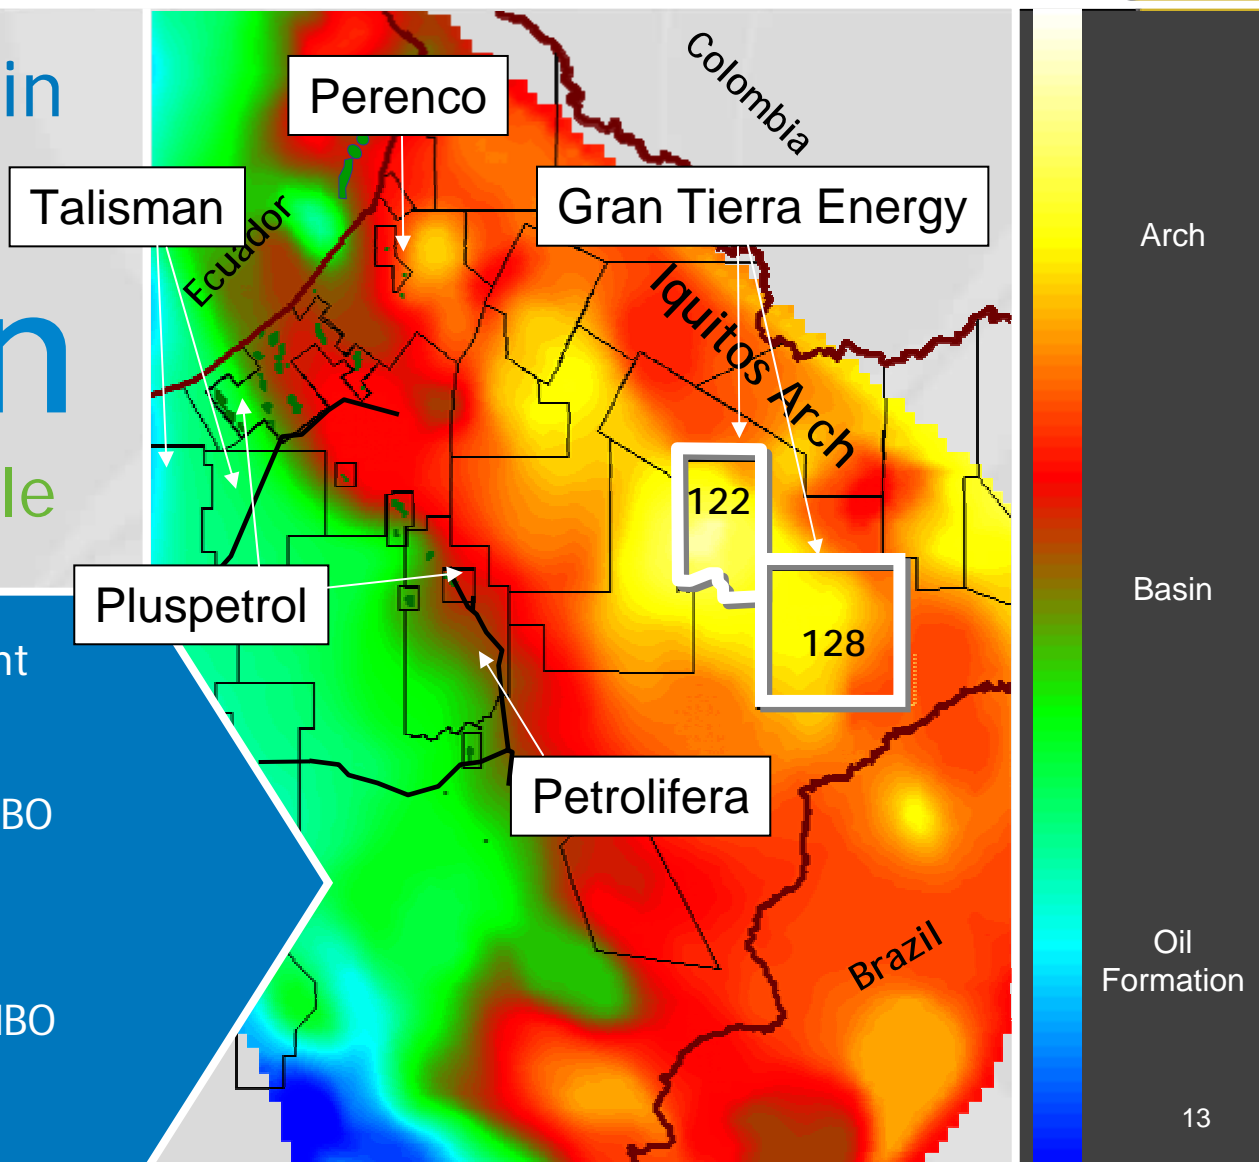 in
Perenco
Colombia
Talisman
Gran Tierra Energy
n
Ecuador
Arch
Iquitos Arch
le
122
Basin
Pluspetrol
128
nt
Petrolifera
BO
Brazil
Oil
Formation
BO
13